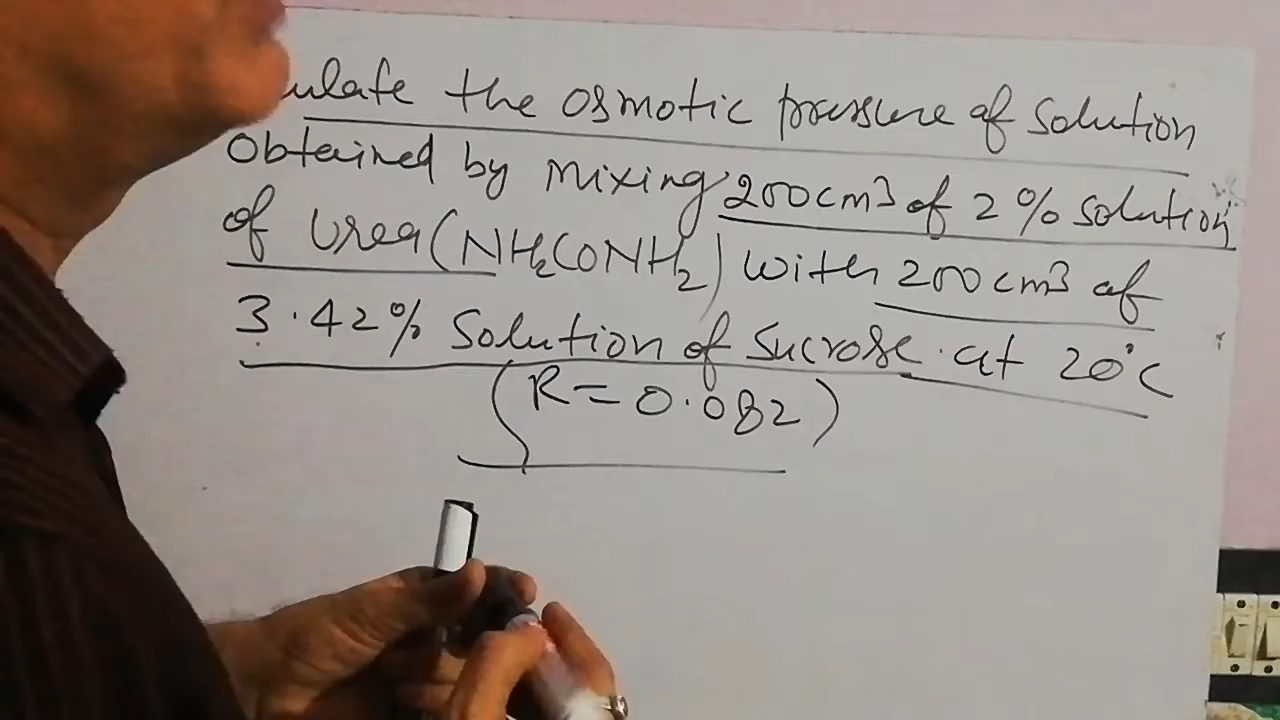 ulate the osmotic pressure of solution
obtained by mixing 200cm³ of 2% solution
of Urea (NH₂CONH₂) with 200cm³ of
3.42% Solution of Sucrose at 20°C
(R=0.082)